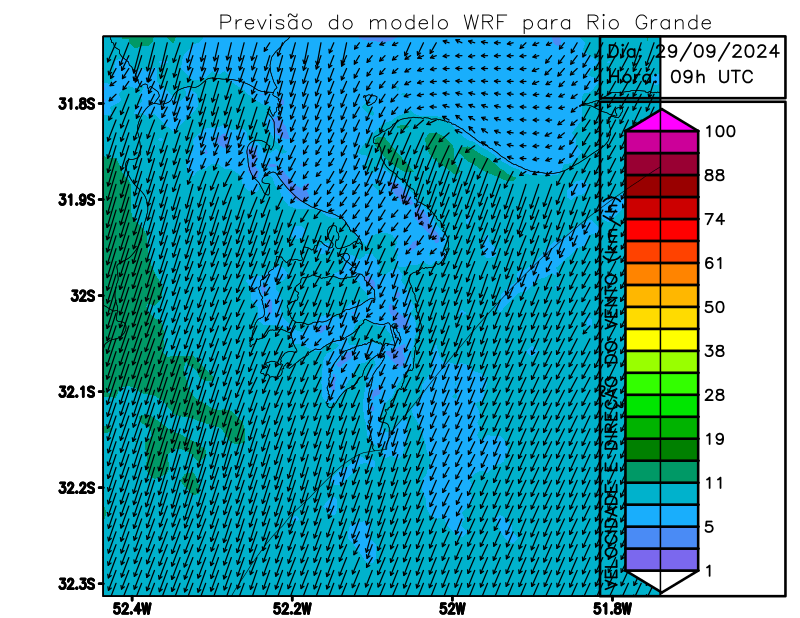 Previsão do modelo WRF para Rio Grande
Dia: 29/09/2024
Hora: 09h UTC
31.8S
31.9S
32S
32.1S
32.2S
32.3S
52.4W
52.2W
52W
51.8W
VELOCIDADE E DIREÇÃO DO VENTO (km/h)
100
88
74
61
50
38
28
19
11
5
1